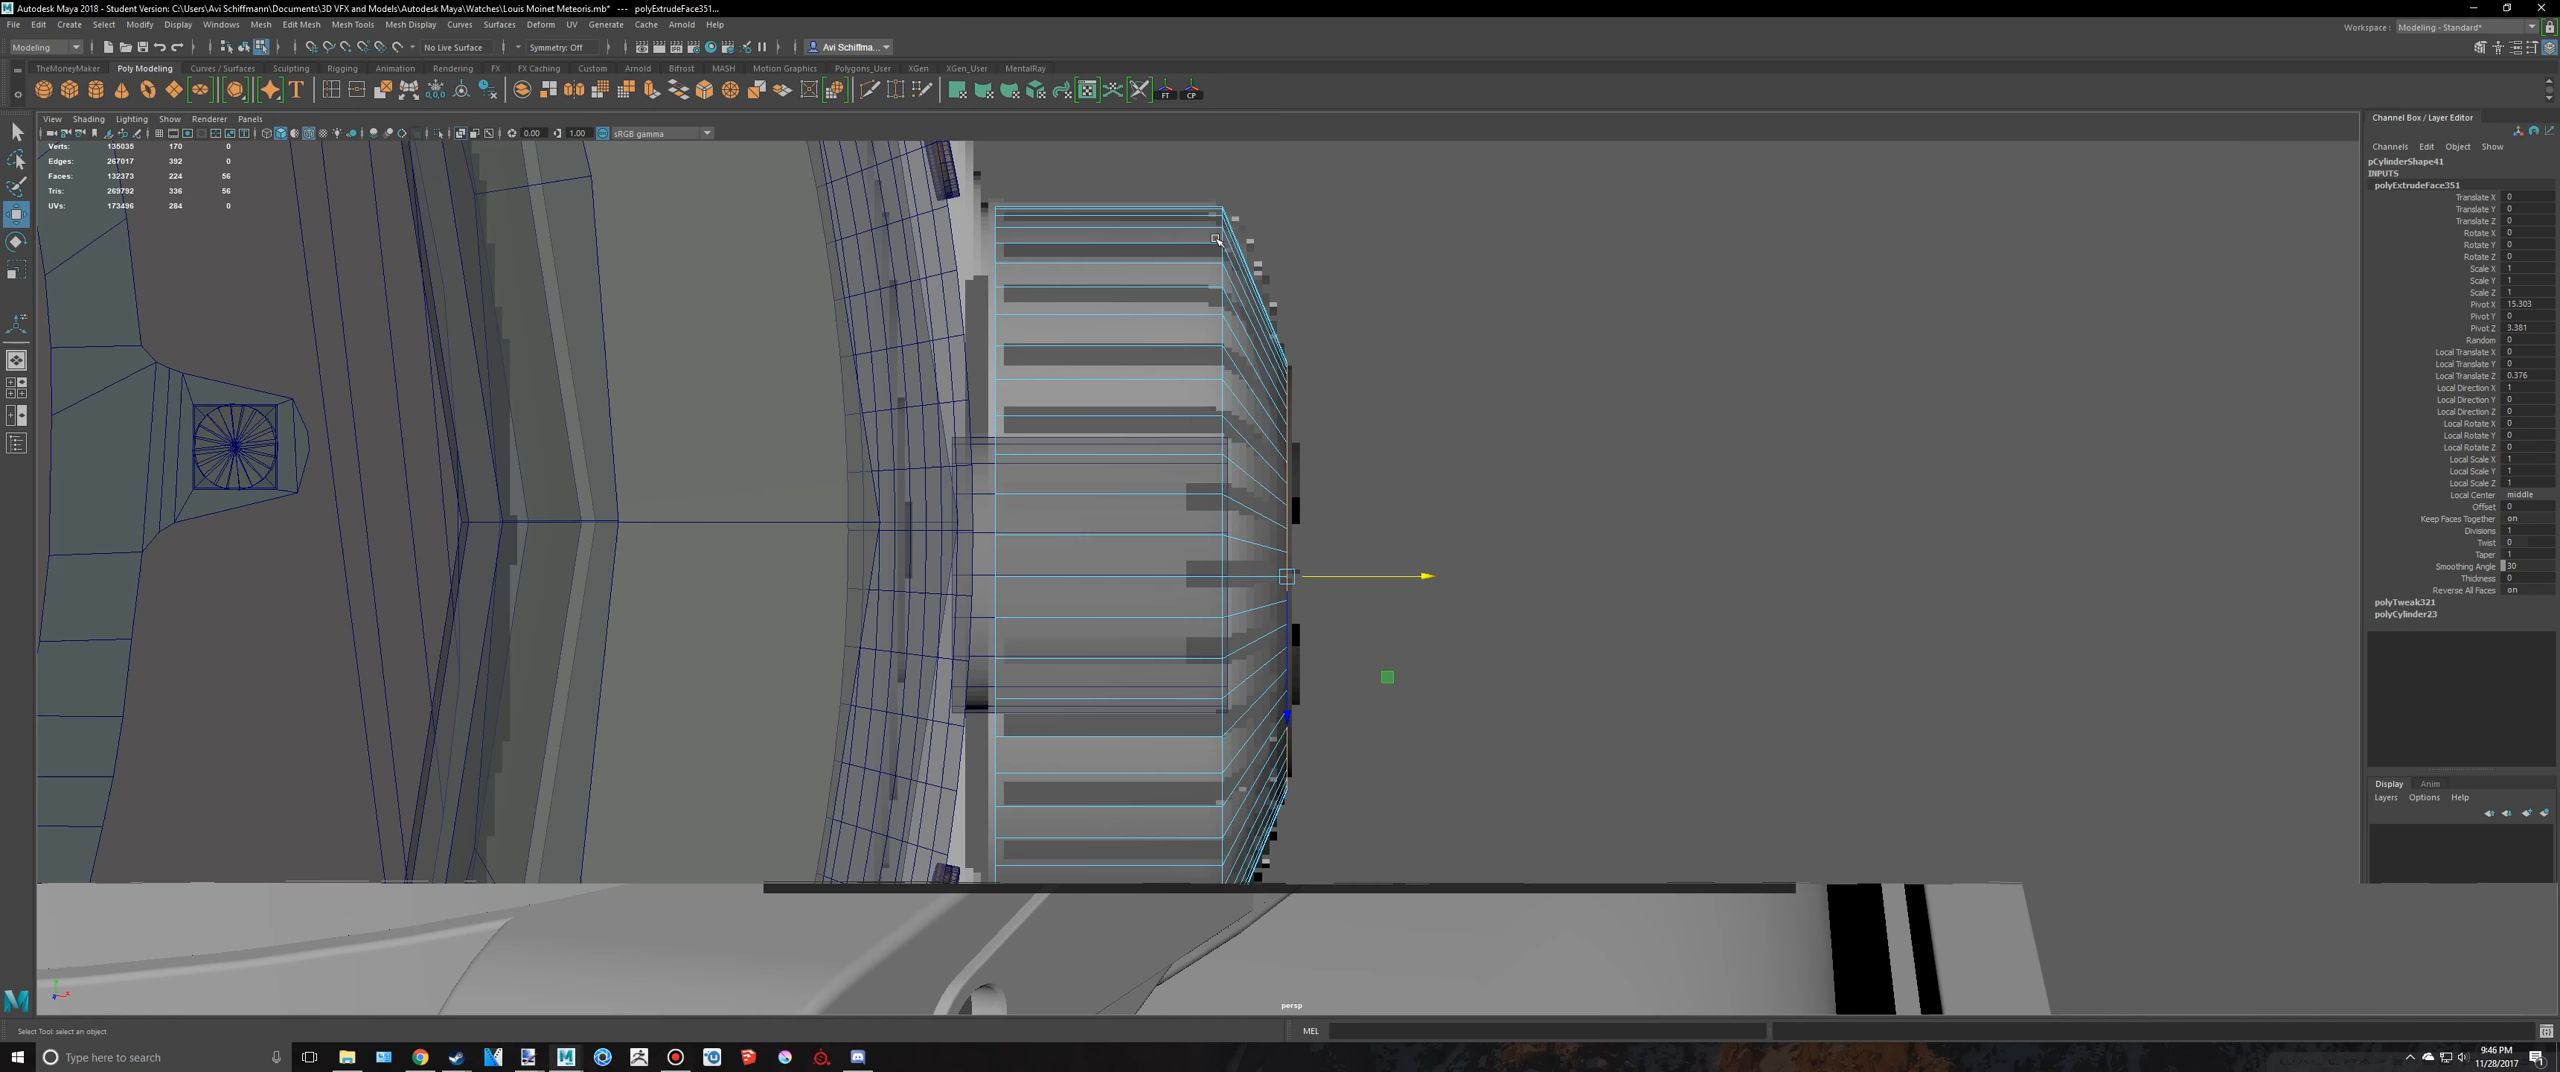 Autodesk Maya 2018 - Student Version: C:\Users\Avi Schiffmann\Documents\3D VFX and Models\Autodesk Maya\Watches\Louis Moinet Meteoris.mb* --- polyExtrudeFace351...
File Edit Create Select Modify Display Windows Mesh Edit Mesh Mesh Tools Mesh Display Curves Surfaces Deform UV Generate Cache Arnold Help
Workspace: Modeling - Standard*
Modeling No Live Surface Symmetry: Off Avi Schiffma...
TheMoneyMaker Poly Modeling Curves / Surfaces Sculpting Rigging Animation Rendering FX FX Caching Custom Arnold Bifrost MASH Motion Graphics Polygons_User XGen XGen_User MentalRay
FT CP
View Shading Lighting Show Renderer Panels
0.00 1.00 sRGB gamma
Verts: 135035 170 0
Edges: 267017 392 0
Faces: 132373 224 56
Tris: 269792 336 56
UVs: 173496 284 0
persp
Channel Box / Layer Editor
Channels Edit Object Show
pCylinderShape41
INPUTS
polyExtrudeFace351
Translate X 0
Translate Y 0
Translate Z 0
Rotate X 0
Rotate Y 0
Rotate Z 0
Scale X 1
Scale Y 1
Scale Z 1
Pivot X 15.303
Pivot Y 0
Pivot Z 3.381
Random 0
Local Translate X 0
Local Translate Y 0
Local Translate Z 0.376
Local Direction X 1
Local Direction Y 0
Local Direction Z 0
Local Rotate X 0
Local Rotate Y 0
Local Rotate Z 0
Local Scale X 1
Local Scale Y 1
Local Scale Z 1
Local Center middle
Offset 0
Keep Faces Together on
Divisions 1
Twist 0
Taper 1
Smoothing Angle 30
Thickness 0
Reverse All Faces on
polyTweak321
polyCylinder23
Display Anim
Layers Options Help
Select Tool: select an object
MEL
Type here to search
9:46 PM
11/28/2017